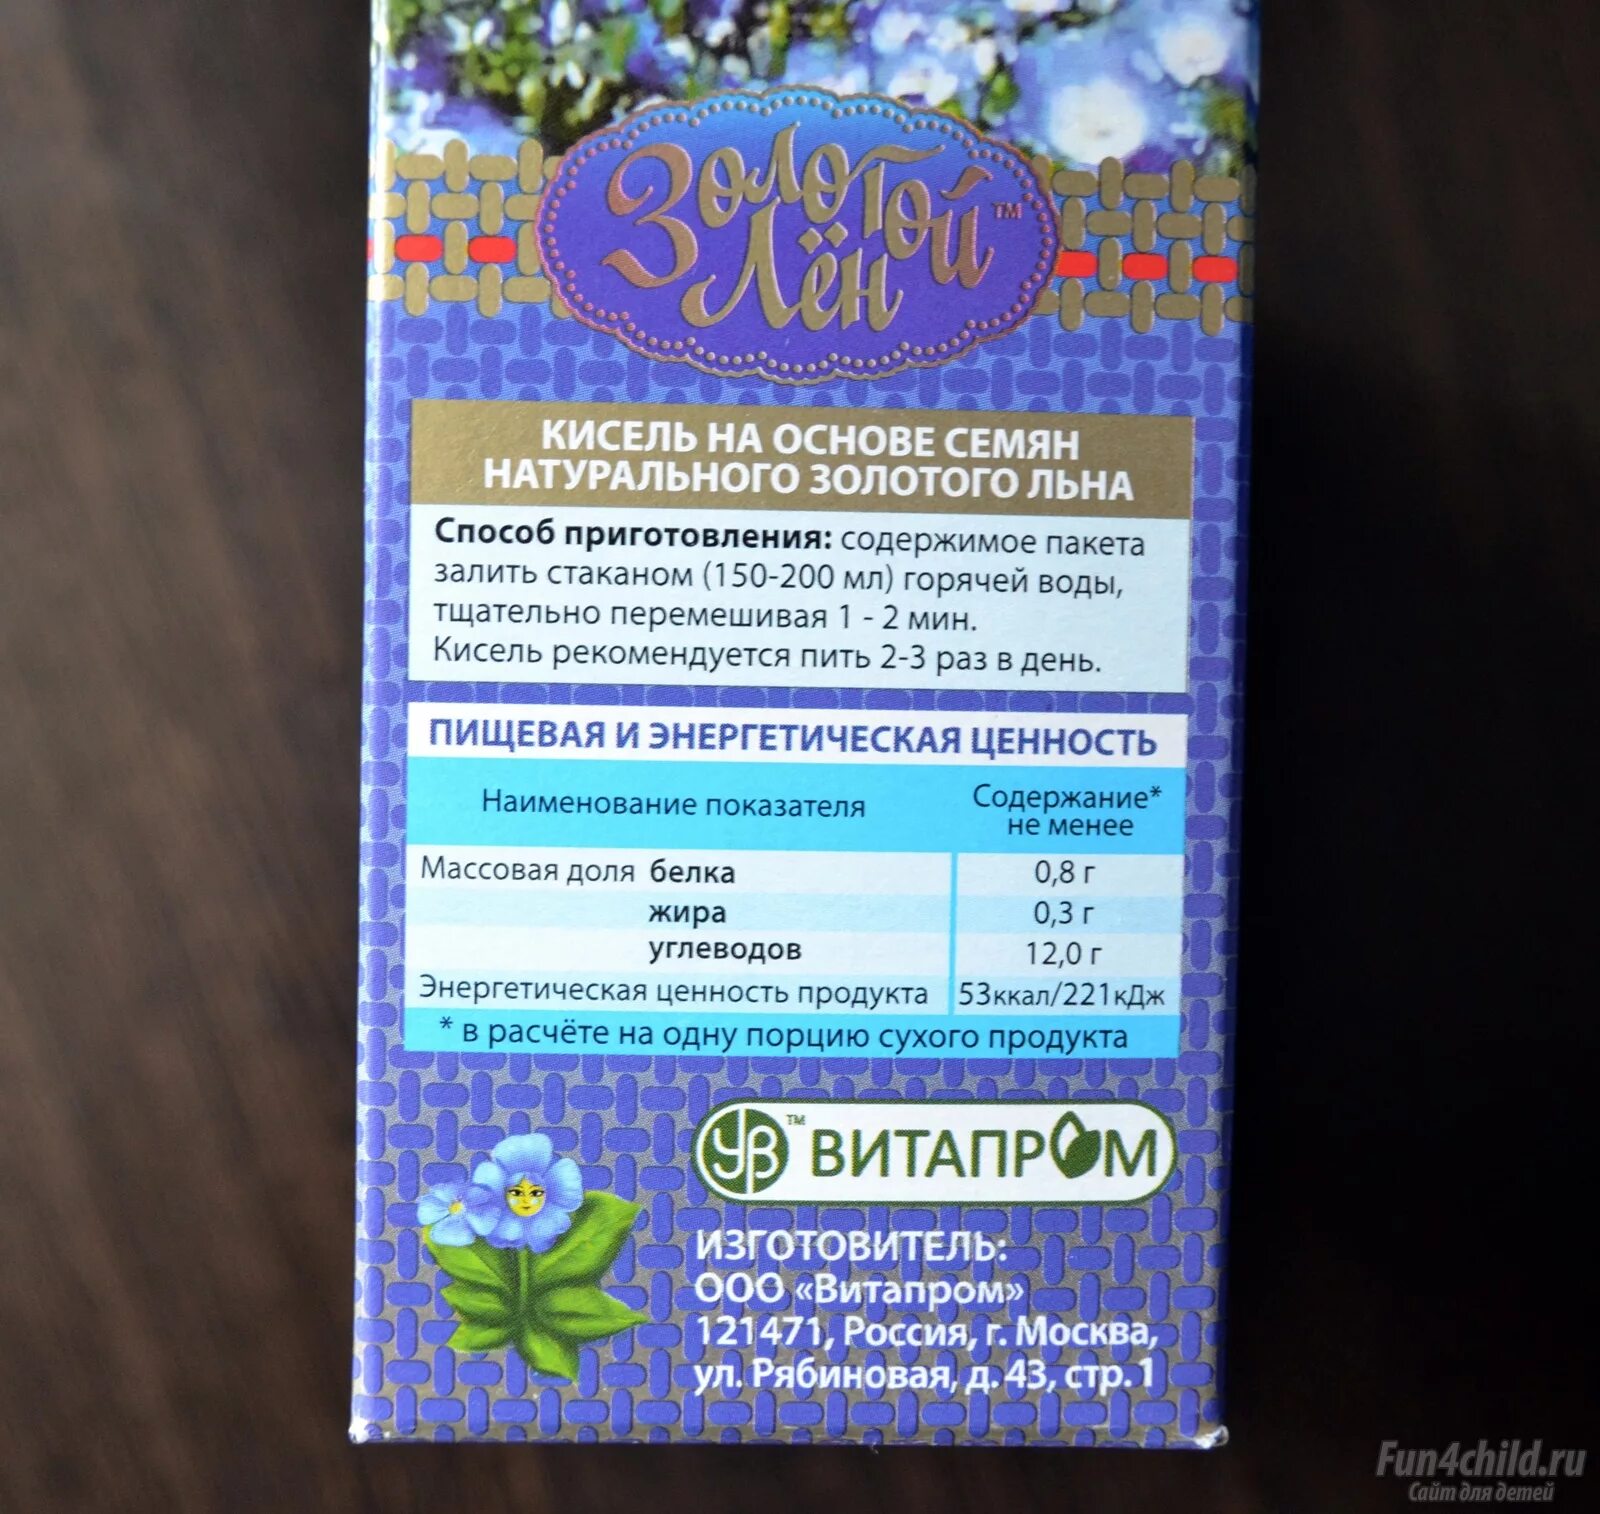 Золотой ™
Лён
КИСЕЛЬ НА ОСНОВЕ СЕМЯН
НАТУРАЛЬНОГО ЗОЛОТОГО ЛЬНА
Способ приготовления: содержимое пакета
залить стаканом (150-200 мл) горячей воды,
тщательно перемешивая 1 - 2 мин.
Кисель рекомендуется пить 2-3 раз в день.
ПИЩЕВАЯ И ЭНЕРГЕТИЧЕСКАЯ ЦЕННОСТЬ
Наименование показателя Содержание*
не менее
Массовая доля белка 0,8 г
жира 0,3 г
углеводов 12,0 г
Энергетическая ценность продукта 53ккал/221кДж
* в расчёте на одну порцию сухого продукта
УВ ™ ВИТАПРОМ
ИЗГОТОВИТЕЛЬ:
ООО «Витапром»
121471, Россия, г. Москва,
ул. Рябиновая, д. 43, стр.1
Fun4child.ru
Сайт для детей